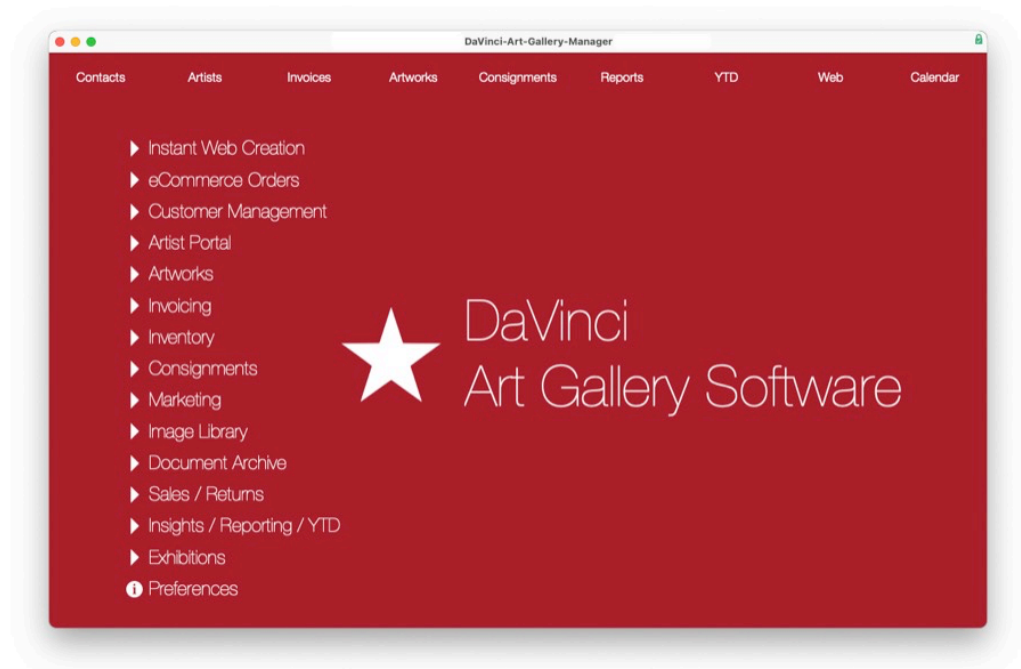 DaVinci-Art-Gallery-Manager
Contacts Artists Invoices Artworks Consignments Reports YTD Web Calendar
Instant Web Creation
eCommerce Orders
Customer Management
Artist Portal
Artworks
Invoicing
Inventory
Consignments
Marketing
Image Library
Document Archive
Sales / Returns
Insights / Reporting / YTD
Exhibitions
Preferences
DaVinci
Art Gallery Software